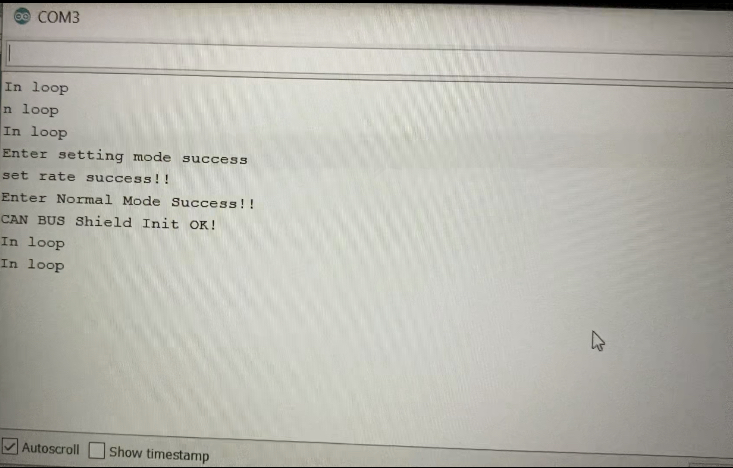 COM3
In loop
n loop
In loop
Enter setting mode success
set rate success!!
Enter Normal Mode Success!!
CAN BUS Shield Init OK!
In loop
In loop
Autoscroll Show timestamp